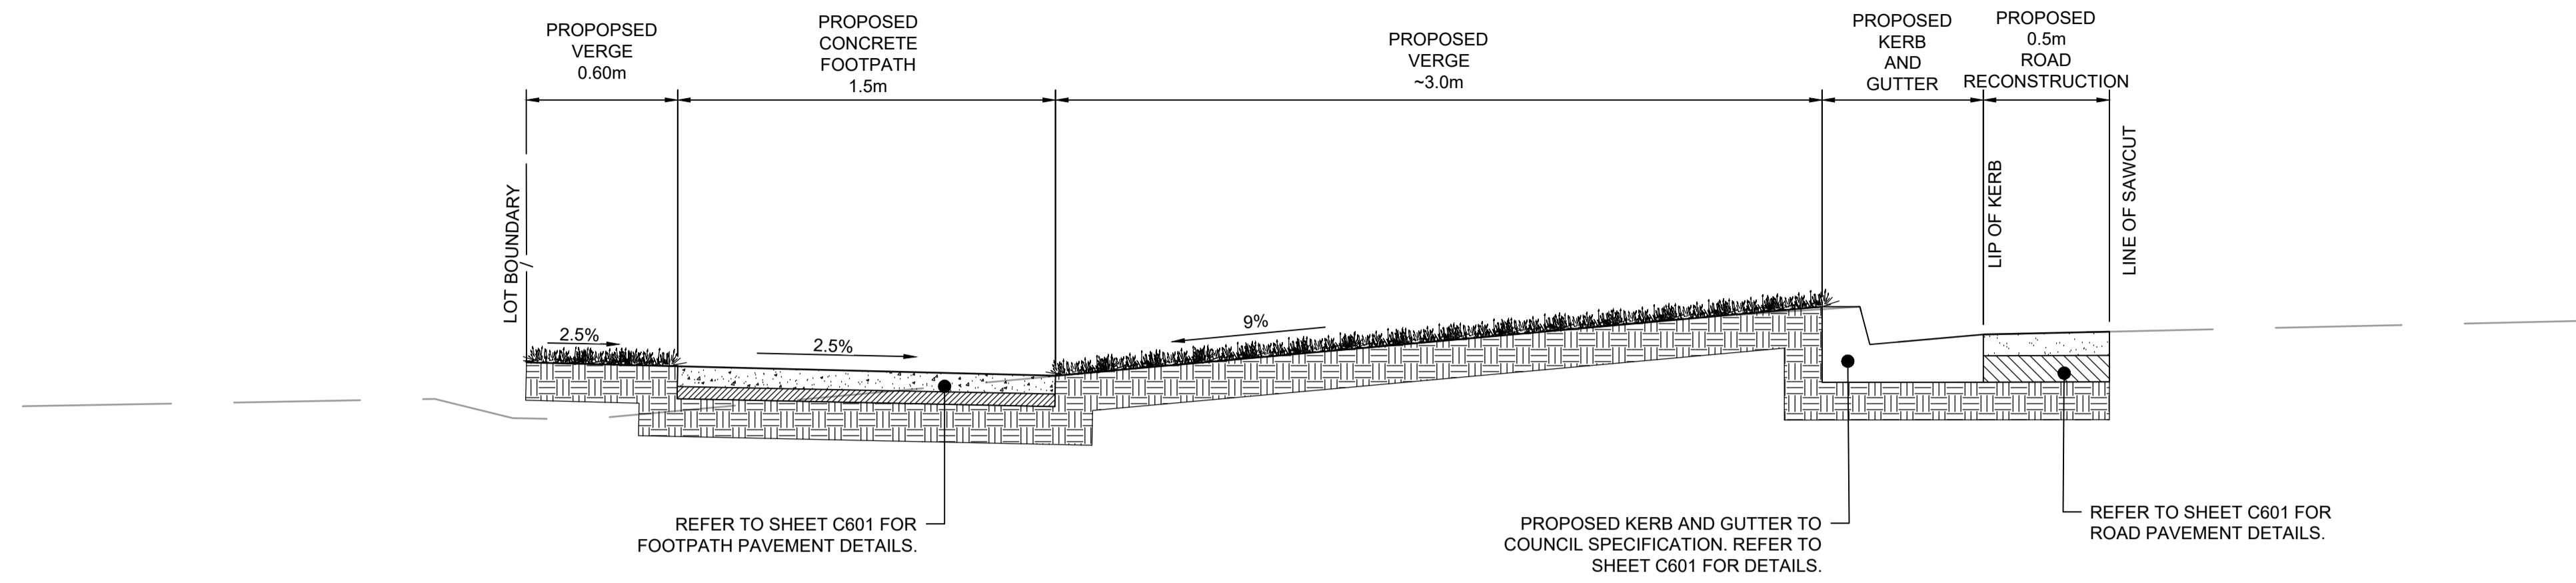 PROPOPSED
VERGE
0.60m
PROPOSED
CONCRETE
FOOTPATH
1.5m
PROPOSED
VERGE
~3.0m
PROPOSED
KERB
AND
GUTTER
PROPOSED
0.5m
ROAD
RECONSTRUCTION
LOT BOUNDARY
LIP OF KERB
LINE OF SAWCUT
2.5%
2.5%
9%
REFER TO SHEET C601 FOR
FOOTPATH PAVEMENT DETAILS.
PROPOSED KERB AND GUTTER TO
COUNCIL SPECIFICATION. REFER TO
SHEET C601 FOR DETAILS.
REFER TO SHEET C601 FOR
ROAD PAVEMENT DETAILS.